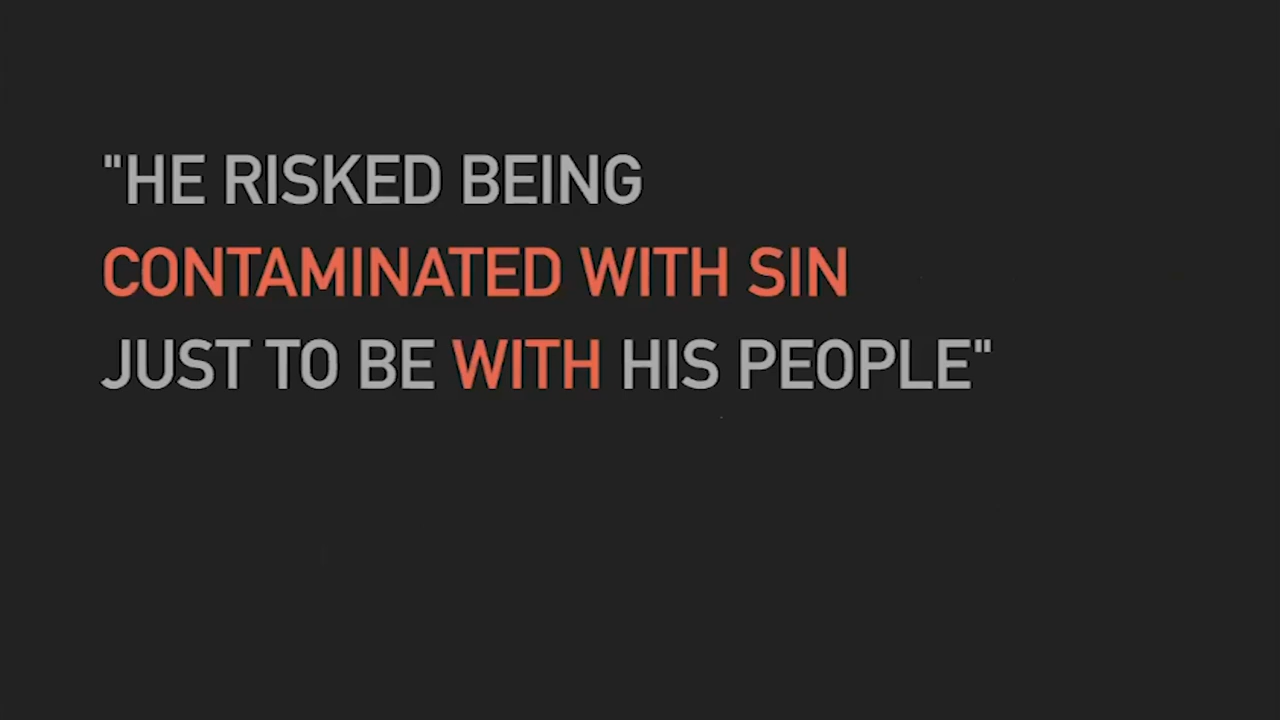 "HE RISKED BEING
CONTAMINATED WITH SIN
JUST TO BE WITH HIS PEOPLE"